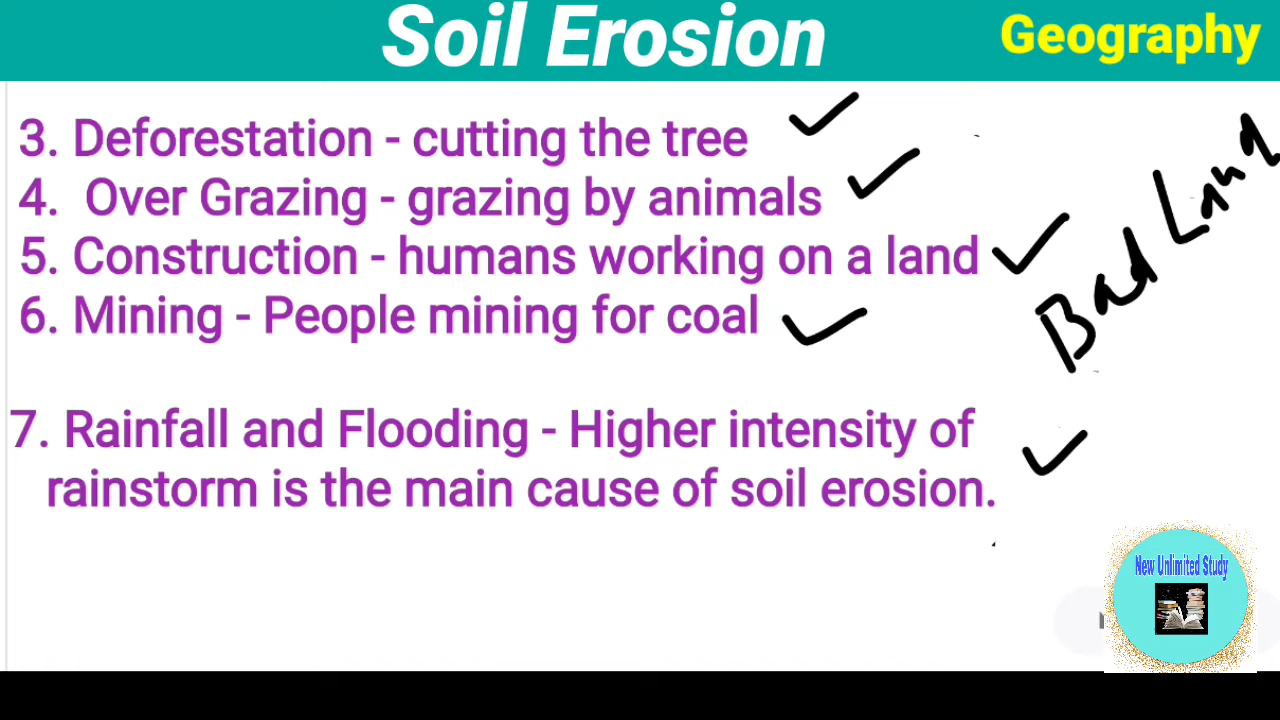 Soil Erosion
Geography
3. Deforestation - cutting the tree
4. Over Grazing - grazing by animals
5. Construction - humans working on a land
6. Mining - People mining for coal
Bad Land
7. Rainfall and Flooding - Higher intensity of
rainstorm is the main cause of soil erosion.
New Unlimited Study